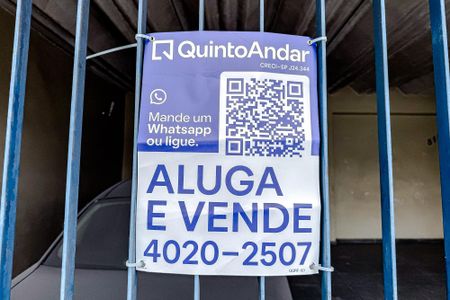 QuintoAndar
CRECI-SP J24.344
Mande um
Whatsapp
ou ligue.
ALUGA
E VENDE
4020-2507